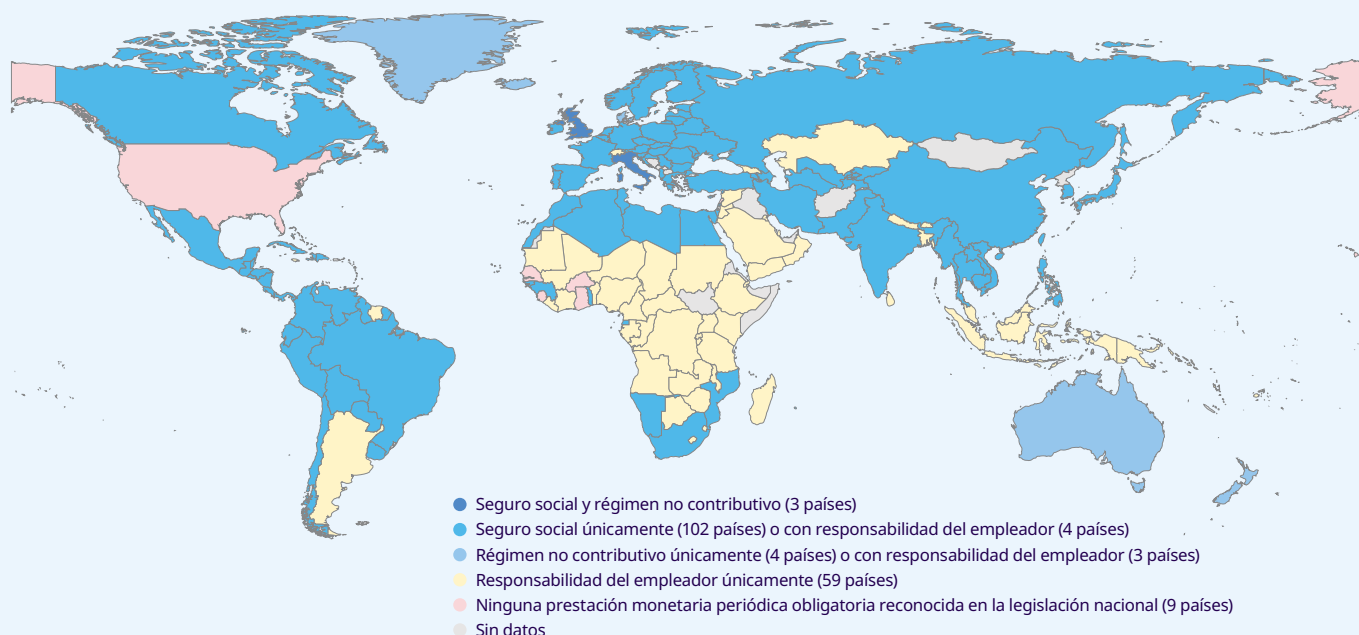 Seguro social y régimen no contributivo (3 países)
Seguro social únicamente (102 países) o con responsabilidad del empleador (4 países)
Régimen no contributivo únicamente (4 países) o con responsabilidad del empleador (3 países)
Responsabilidad del empleador únicamente (59 países)
Ninguna prestación monetaria periódica obligatoria reconocida en la legislación nacional (9 países)
Sin datos